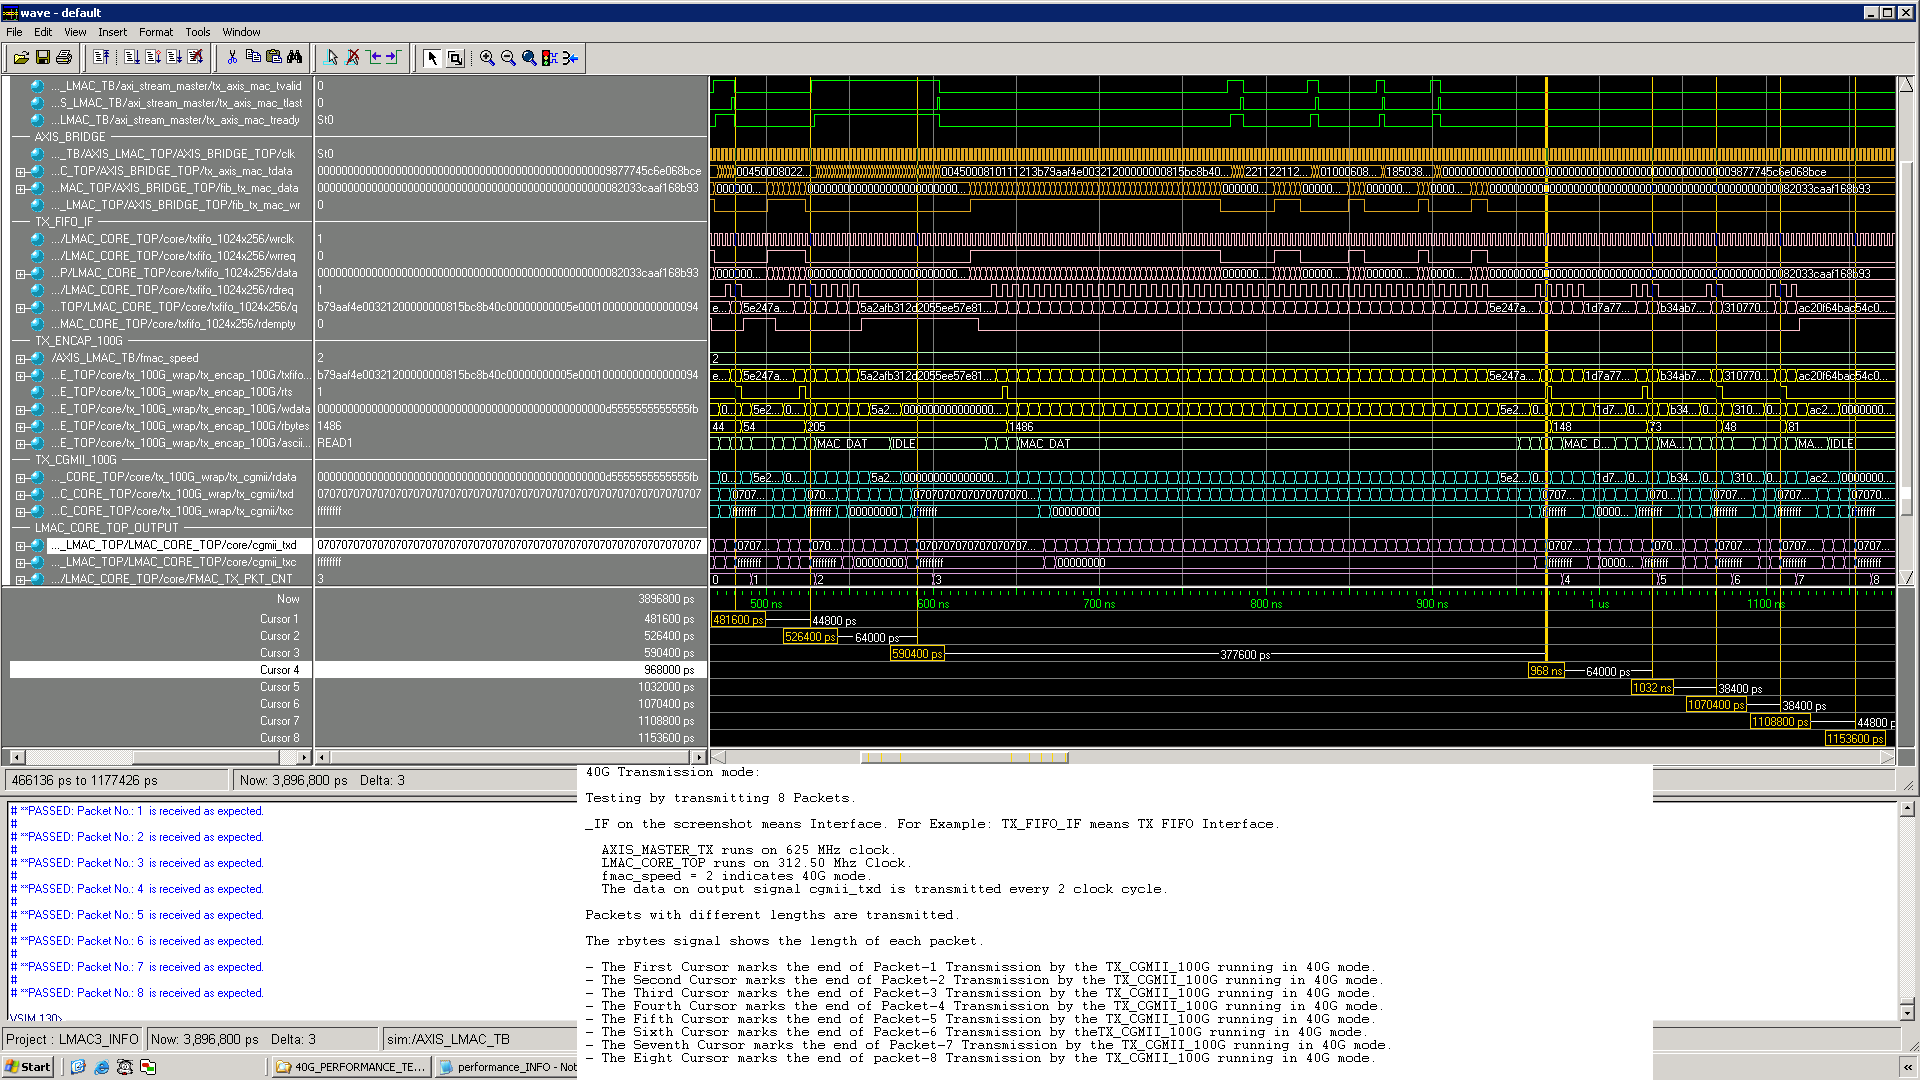 wave - default
File Edit View Insert Format Tools Window
..._LMAC_TB/axi_stream_master/tx_axis_mac_tvalid 0
...S_LMAC_TB/axi_stream_master/tx_axis_mac_tlast 0
...LMAC_TB/axi_stream_master/tx_axis_mac_tready St0
AXIS_BRIDGE
..._TB/AXIS_LMAC_TOP/AXIS_BRIDGE_TOP/clk St0
...C_TOP/AXIS_BRIDGE_TOP/tx_axis_mac_tdata
...MAC_TOP/AXIS_BRIDGE_TOP/fib_tx_mac_data
..._LMAC_TOP/AXIS_BRIDGE_TOP/fib_tx_mac_wr 0
TX_FIFO_IF
.../LMAC_CORE_TOP/core/txfifo_1024x256/wrclk 1
.../LMAC_CORE_TOP/core/txfifo_1024x256/wrreq 0
...P/LMAC_CORE_TOP/core/txfifo_1024x256/data
.../LMAC_CORE_TOP/core/txfifo_1024x256/rdreq 1
...TOP/LMAC_CORE_TOP/core/txfifo_1024x256/q
...MAC_CORE_TOP/core/txfifo_1024x256/rdempty 0
TX_ENCAP_100G
/AXIS_LMAC_TB/fmac_speed 2 2
...E_TOP/core/tx_100G_wrap/tx_encap_100G/txfifo...
...E_TOP/core/tx_100G_wrap/tx_encap_100G/rts 1
...E_TOP/core/tx_100G_wrap/tx_encap_100G/wdata
...E_TOP/core/tx_100G_wrap/tx_encap_100G/rbytes 1486 44 54 205 1486 148 73 48 81
...E_TOP/core/tx_100G_wrap/tx_encap_100G/ascii... READ1 MAC_DAT IDLE MAC_DAT MAC_D... MA... MA... IDLE
TX_CGMII_100G
..._CORE_TOP/core/tx_100G_wrap/tx_cgmii/rdata
...C_CORE_TOP/core/tx_100G_wrap/tx_cgmii/txd
...C_CORE_TOP/core/tx_100G_wrap/tx_cgmii/txc ffffffff
LMAC_CORE_TOP_OUTPUT
..._LMAC_TOP/LMAC_CORE_TOP/core/cgmii_txd
..._LMAC_TOP/LMAC_CORE_TOP/core/cgmii_txc ffffffff
.../LMAC_CORE_TOP/core/FMAC_TX_PKT_CNT 3 0 1 2 3 4 5 6 7 8
Now 3896800 ps 500 ns 600 ns 700 ns 800 ns 900 ns 1 us 1100 ns
Cursor 1 481600 ps 481600 ps 44800 ps
Cursor 2 526400 ps 526400 ps 64000 ps
Cursor 3 590400 ps 590400 ps 377600 ps
Cursor 4 968000 ps 968 ns 64000 ps
Cursor 5 1032000 ps 1032 ns 38400 ps
Cursor 6 1070400 ps 1070400 ps 38400 ps
Cursor 7 1108800 ps 1108800 ps 44800 p
Cursor 8 1153600 ps 1153600 ps
466136 ps to 1177426 ps Now: 3,896,800 ps Delta: 3
# **PASSED: Packet No.: 1 is received as expected.
#
# **PASSED: Packet No.: 2 is received as expected.
#
# **PASSED: Packet No.: 3 is received as expected.
#
# **PASSED: Packet No.: 4 is received as expected.
#
# **PASSED: Packet No.: 5 is received as expected.
#
# **PASSED: Packet No.: 6 is received as expected.
#
# **PASSED: Packet No.: 7 is received as expected.
#
# **PASSED: Packet No.: 8 is received as expected.
VSIM 130>
40G Transmission mode:
Testing by transmitting 8 Packets.
_IF on the screenshot means Interface. For Example: TX_FIFO_IF means TX FIFO Interface.
AXIS_MASTER_TX runs on 625 MHz clock.
LMAC_CORE_TOP runs on 312.50 Mhz Clock.
fmac_speed = 2 indicates 40G mode.
The data on output signal cgmii_txd is transmitted every 2 clock cycle.
Packets with different lengths are transmitted.
The rbytes signal shows the length of each packet.
- The First Cursor marks the end of Packet-1 Transmission by the TX_CGMII_100G running in 40G mode.
- The Second Cursor marks the end of Packet-2 Transmission by the TX_CGMII_100G running in 40G mode.
- The Third Cursor marks the end of Packet-3 Transmission by the TX_CGMII_100G running in 40G mode.
- The Fourth Cursor marks the end of Packet-4 Transmission by the TX_CGMII_100G running in 40G mode.
- The Fifth Cursor marks the end of Packet-5 Transmission by the TX_CGMII_100G running in 40G mode.
- The Sixth Cursor marks the end of Packet-6 Transmission by theTX_CGMII_100G running in 40G mode.
- The Seventh Cursor marks the end of Packet-7 Transmission by the TX_CGMII_100G running in 40G mode.
- The Eight Cursor marks the end of packet-8 Transmission by the TX_CGMII_100G running in 40G mode.
Project : LMAC3_INFO Now: 3,896,800 ps Delta: 3 sim:/AXIS_LMAC_TB
Start 40G_PERFORMANCE_TE... performance_INFO - Not